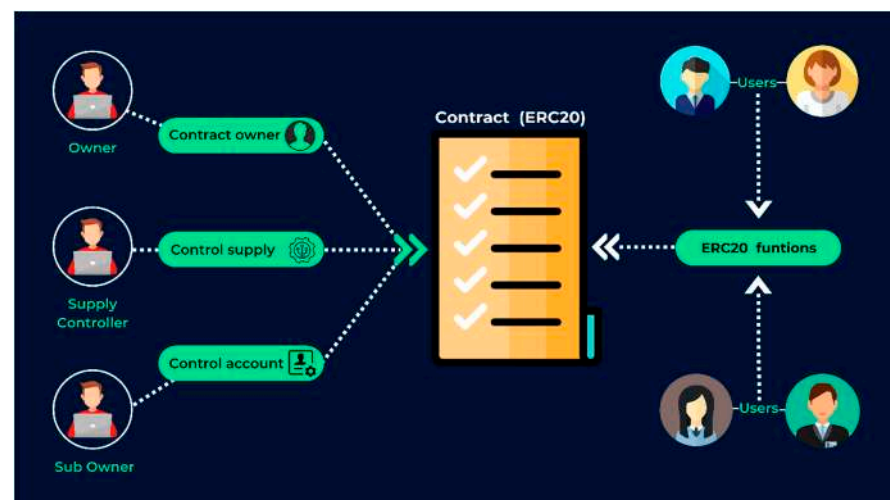 Owner
Contract owner
Supply
Controller
Control supply
Sub Owner
Control account
Contract (ERC20)
Users
ERC20 funtions
Users